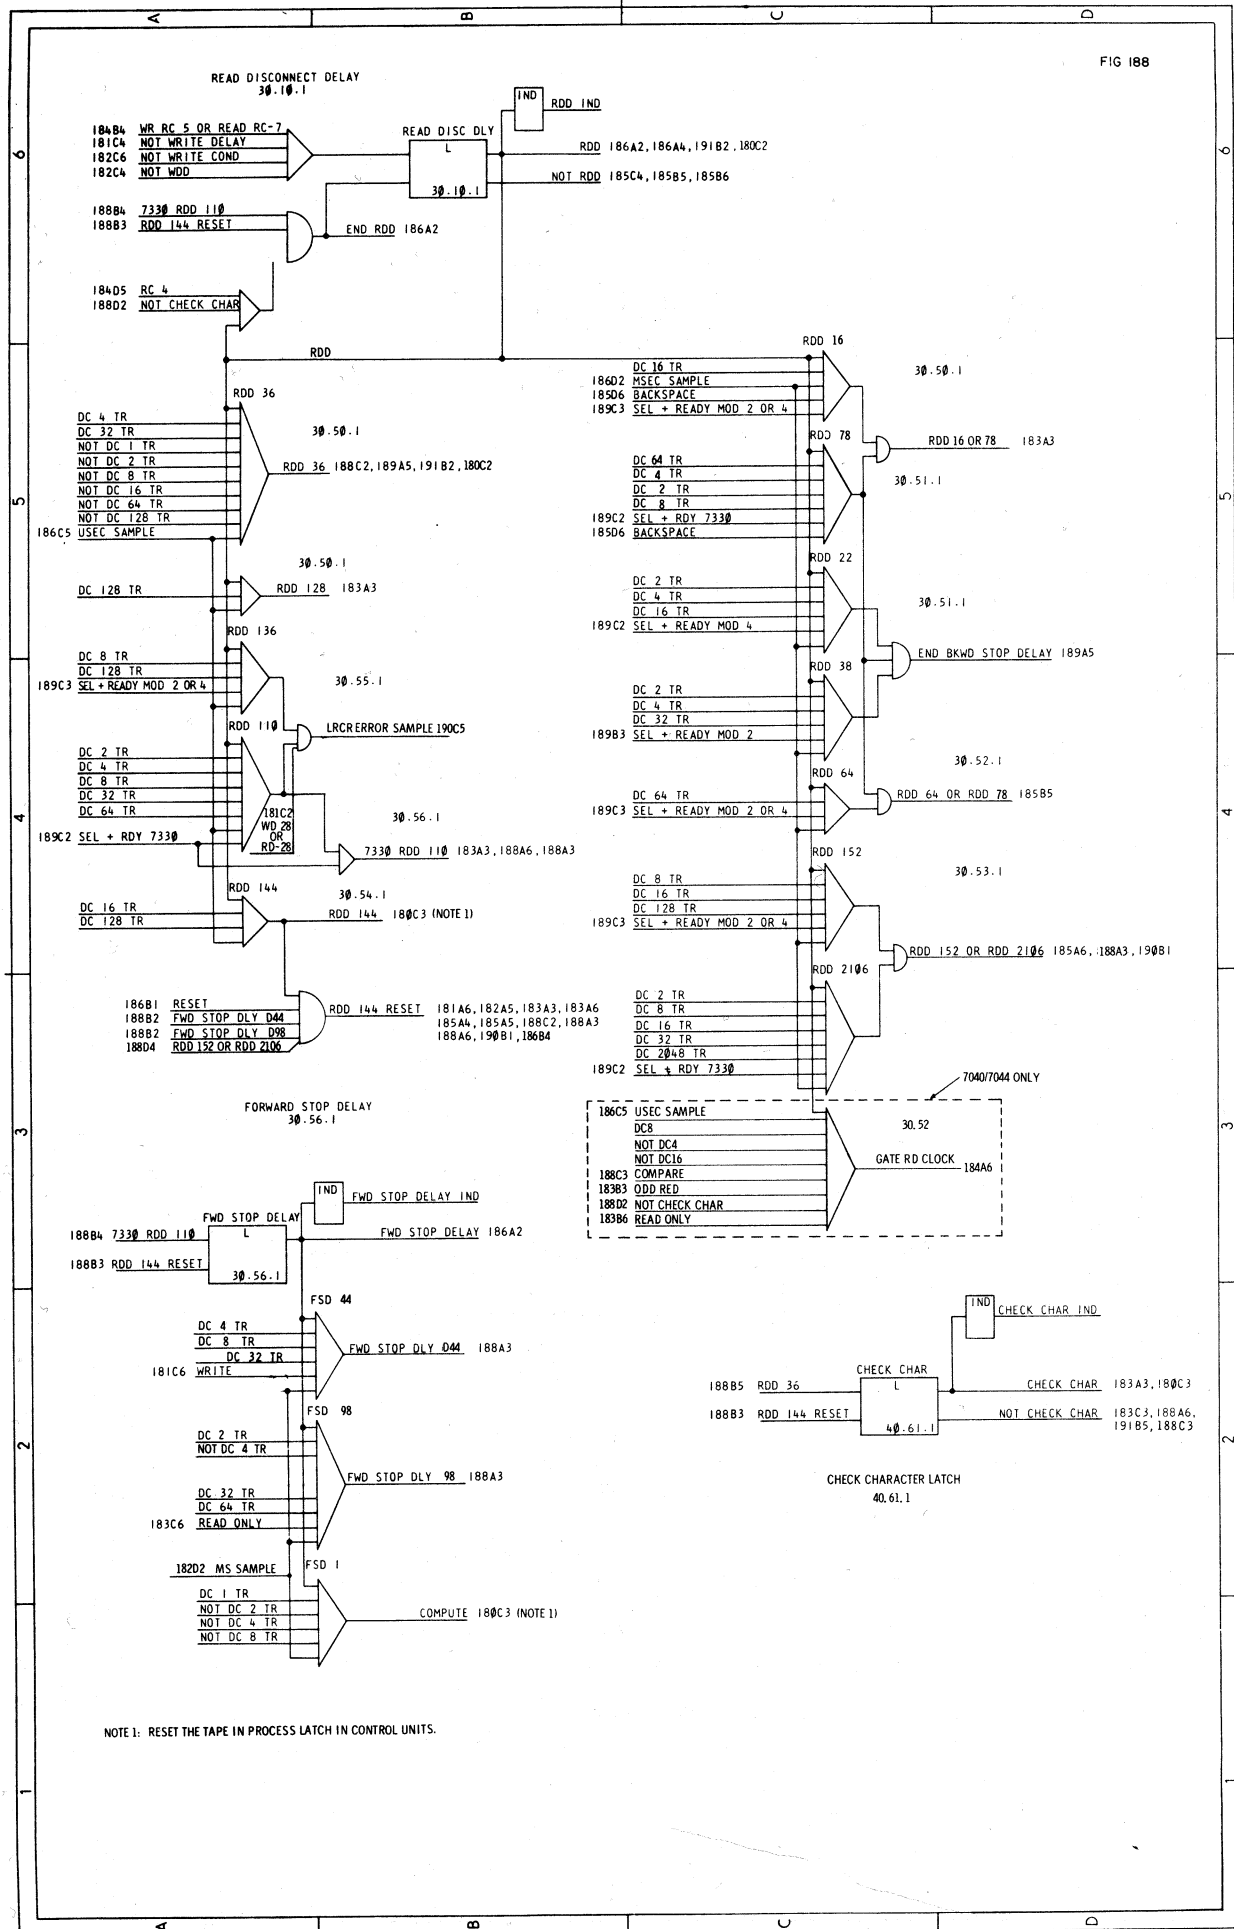 A
B
C
D
FIG 188
READ DISCONNECT DELAY
30.10.1
184B4 WR RC 5 OR READ RC-7
181C4 NOT WRITE DELAY
182C6 NOT WRITE COND
182C4 NOT WDD
READ DISC DLY
L
30.10.1
IND
RDD IND
RDD 186A2, 186A4, 191B2, 180C2
NOT RDD 185C4, 185B5, 185B6
188B4 7330 RDD 110
188B3 RDD 144 RESET
END RDD 186A2
184D5 RC 4
188D2 NOT CHECK CHAR
RDD
6
6
RDD 36
30.50.1
DC 4 TR
DC 32 TR
NOT DC 1 TR
NOT DC 2 TR
NOT DC 8 TR
NOT DC 16 TR
NOT DC 64 TR
NOT DC 128 TR
186C5 USEC SAMPLE
RDD 36 188C2, 189A5, 191B2, 180C2
30.50.1
DC 128 TR
RDD 128 183A3
RDD 136
DC 8 TR
DC 128 TR
189C3 SEL + READY MOD 2 OR 4
30.55.1
RDD 110
LRCR ERROR SAMPLE 190C5
DC 2 TR
DC 4 TR
DC 8 TR
DC 32 TR
DC 64 TR
189C2 SEL + RDY 7330
181C2
WD 28
OR
RD-28
30.56.1
7330 RDD 110 183A3, 188A6, 188A3
RDD 144
30.54.1
DC 16 TR
DC 128 TR
RDD 144 180C3 (NOTE 1)
186B1 RESET
188B2 FWD STOP DLY D44
188B2 FWD STOP DLY D98
188D4 RDD 152 OR RDD 2106
RDD 144 RESET 181A6, 182A5, 183A3, 183A6
185A4, 185A5, 188C2, 188A3
188A6, 190B1, 186B4
5
5
4
4
RDD 16
DC 16 TR
186D2 MSEC SAMPLE
185D6 BACKSPACE
189C3 SEL + READY MOD 2 OR 4
30.50.1
RDD 16 OR 78 183A3
RDD 78
DC 64 TR
DC 4 TR
DC 2 TR
DC 8 TR
189C2 SEL + RDY 7330
185D6 BACKSPACE
30.51.1
RDD 22
DC 2 TR
DC 4 TR
DC 16 TR
189C2 SEL + READY MOD 4
30.51.1
END BKWD STOP DELAY 189A5
RDD 38
DC 2 TR
DC 4 TR
DC 32 TR
189B3 SEL + READY MOD 2
30.52.1
RDD 64
DC 64 TR
189C3 SEL + READY MOD 2 OR 4
RDD 64 OR RDD 78 185B5
RDD 152
DC 8 TR
DC 16 TR
DC 128 TR
189C3 SEL + READY MOD 2 OR 4
30.53.1
RDD 152 OR RDD 2106 185A6, 188A3, 190B1
RDD 2106
DC 2 TR
DC 8 TR
DC 16 TR
DC 32 TR
DC 2048 TR
189C2 SEL + RDY 7330
7040/7044 ONLY
186C5 USEC SAMPLE
DC8
NOT DC4
NOT DC16
188C3 COMPARE
183B3 ODD RED
188D2 NOT CHECK CHAR
183B6 READ ONLY
30.52
GATE RD CLOCK 184A6
3
3
FORWARD STOP DELAY
30.56.1
188B4 7330 RDD 110
188B3 RDD 144 RESET
FWD STOP DELAY
L
30.56.1
IND
FWD STOP DELAY IND
FWD STOP DELAY 186A2
FSD 44
DC 4 TR
DC 8 TR
DC 32 TR
181C6 WRITE
FWD STOP DLY D44 188A3
FSD 98
DC 2 TR
NOT DC 4 TR
DC 32 TR
DC 64 TR
183C6 READ ONLY
FWD STOP DLY 98 188A3
182D2 MS SAMPLE
FSD 1
DC 1 TR
NOT DC 2 TR
NOT DC 4 TR
NOT DC 8 TR
COMPUTE 180C3 (NOTE 1)
188B5 RDD 36
188B3 RDD 144 RESET
CHECK CHAR
L
40.61.1
IND
CHECK CHAR IND
CHECK CHAR 183A3, 180C3
NOT CHECK CHAR 183C3, 188A6,
191B5, 188C3
CHECK CHARACTER LATCH
40.61.1
2
2
NOTE 1: RESET THE TAPE IN PROCESS LATCH IN CONTROL UNITS.
1
1
A
B
C
D